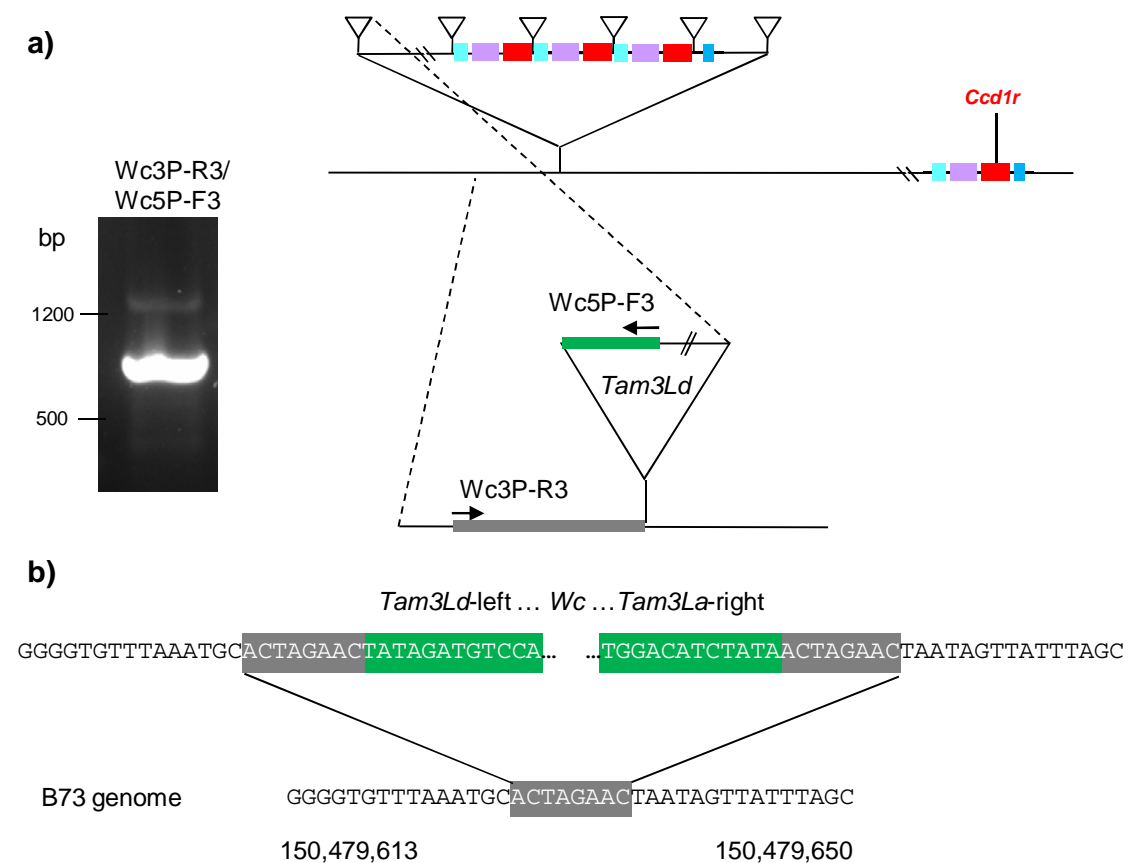 a)
Ccd1r
Wc3P-R3/
Wc5P-F3
bp
1200
500
Wc5P-F3
Tam3Ld
Wc3P-R3
b)
Tam3Ld-left ... Wc ...Tam3La-right
GGGGTGTTTAAATGCACTAGAACTATAGATGTCCA... ...TGGACATCTATAACTAGAACTAATAGTTATTTAGC
B73 genome
GGGGTGTTTAAATGCACTAGAACTAATAGTTATTTAGC
150,479,613 150,479,650